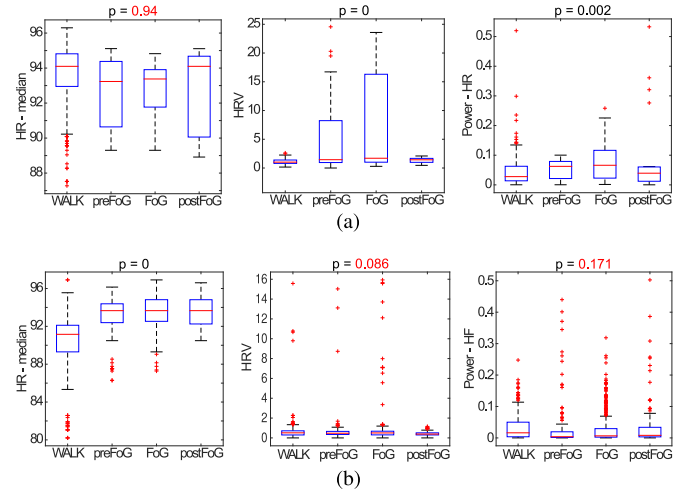 p = 0.94
p = 0
p = 0.002
HR - median
96
94
92
90
88
WALK preFoG FoG postFoG
HIRV
25
20
15
10
5
0
WALK preFoG FoG postFoG
Power - HR
0.5
0.4
0.3
0.2
0.1
0
WALK preFoG FoG postFoG
(a)
p = 0
p = 0.086
p = 0.171
HR - median
96
92
88
84
80
WALK preFoG FoG postFoG
HRV
16
14
12
10
8
6
4
2
0
WALK preFoG FoG postFoG
Power - HF
0.5
0.4
0.3
0.2
0.1
0
WALK preFoG FoG postFoG
(b)